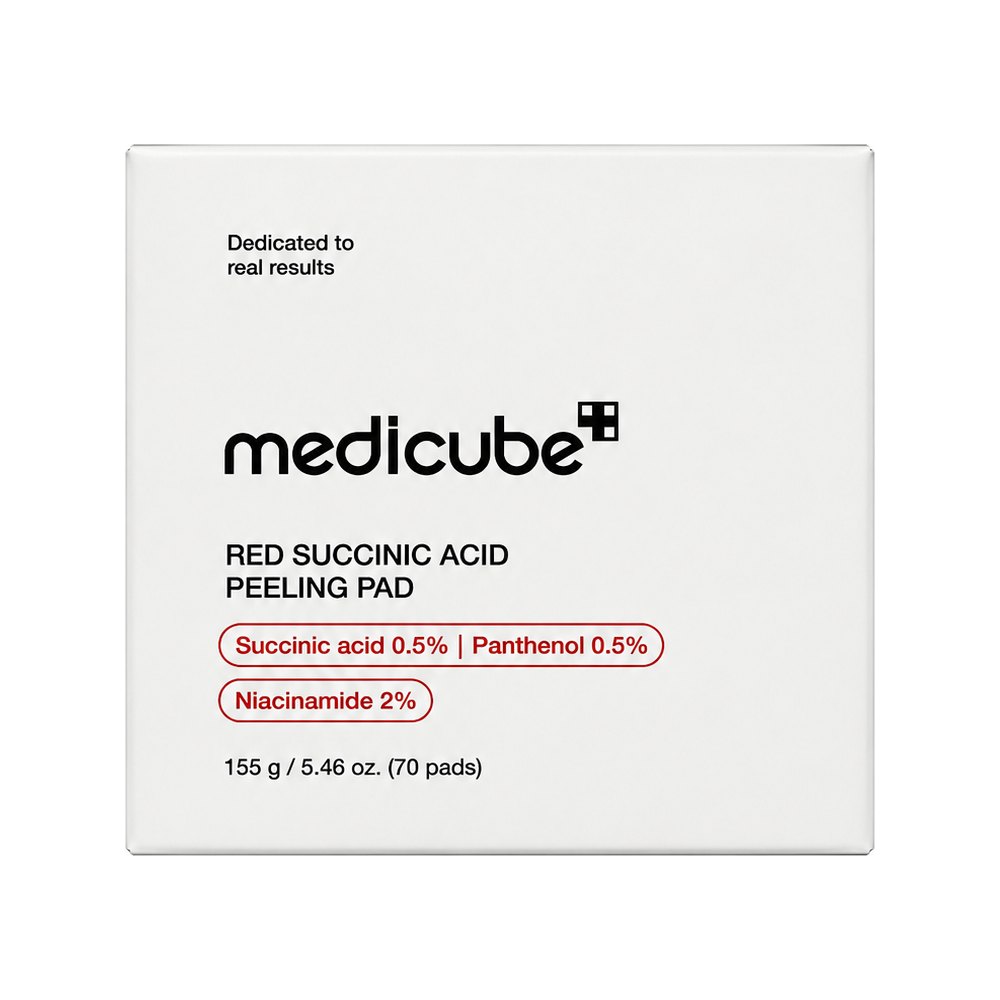 Dedicated to
real results
medicube
RED SUCCINIC ACID
PEELING PAD
Succinic acid 0.5% | Panthenol 0.5%
Niacinamide 2%
155 g / 5.46 oz. (70 pads)